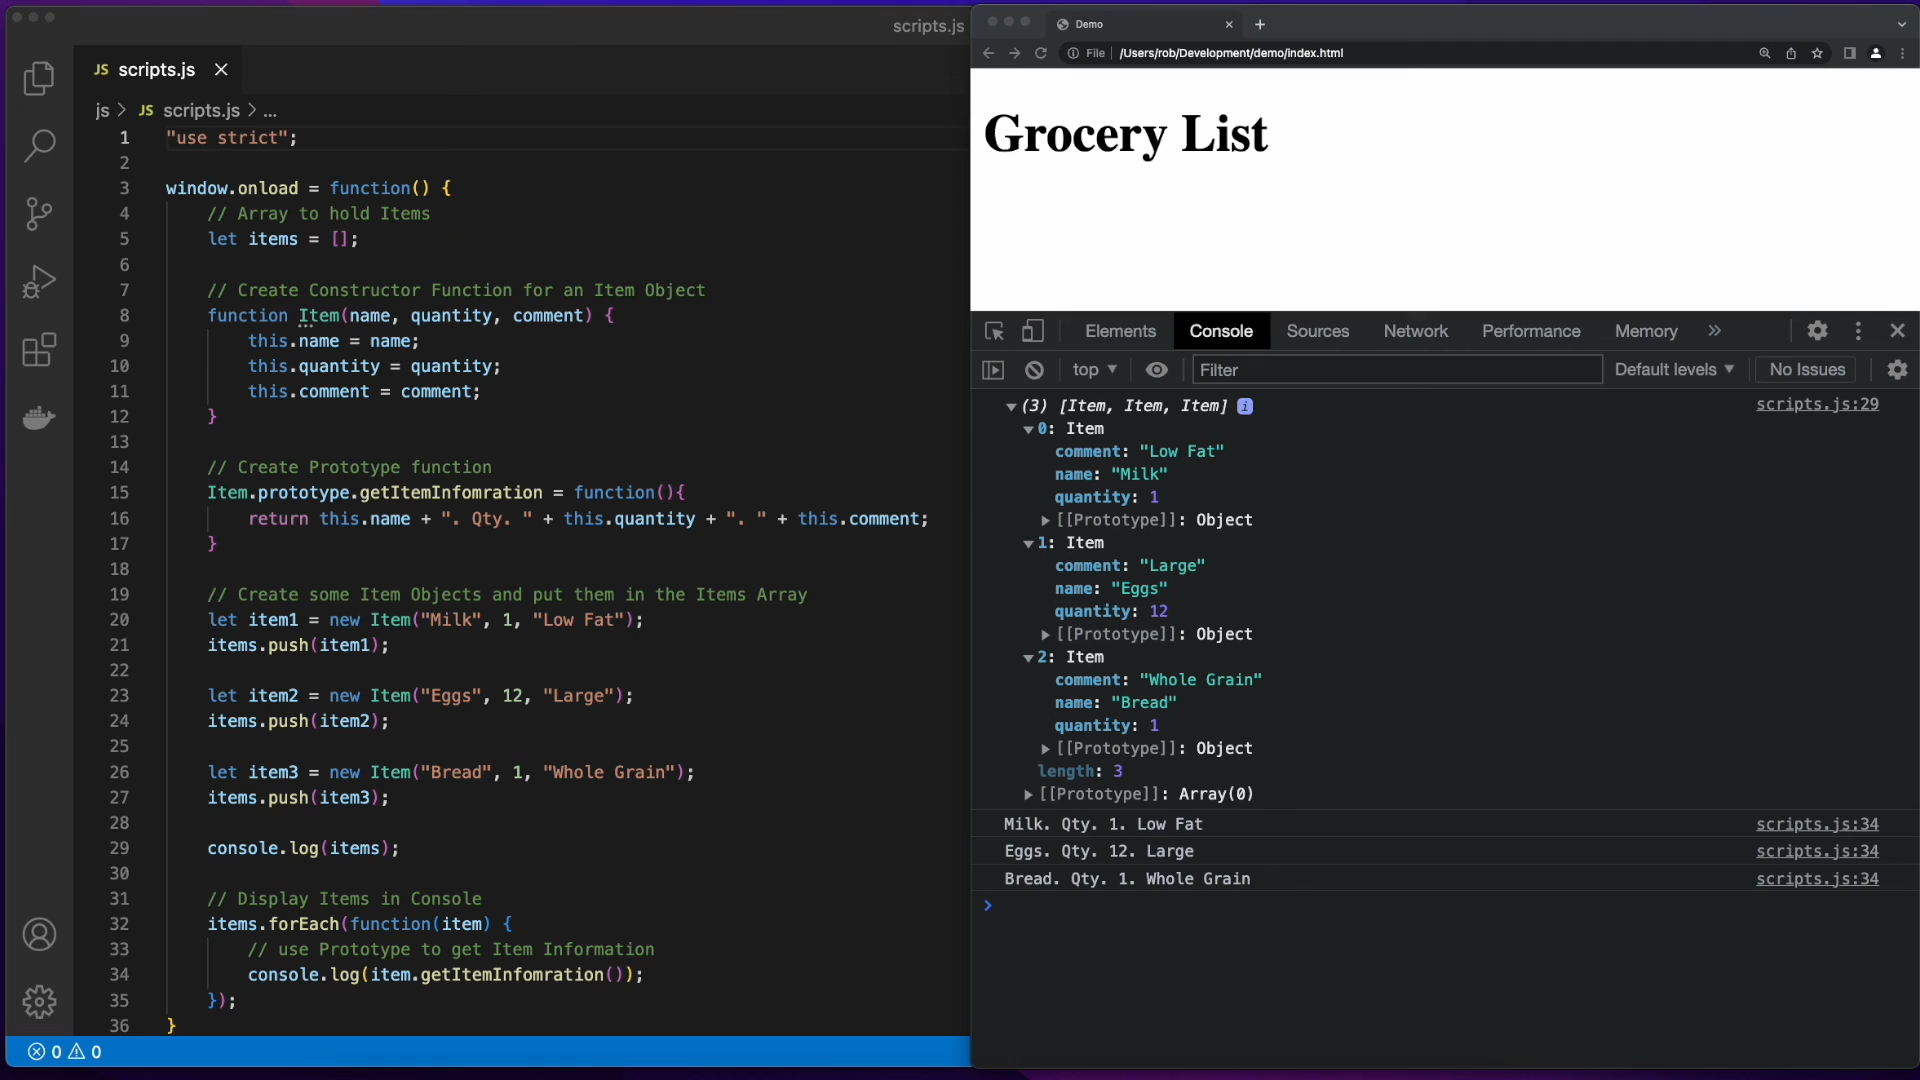 scripts.js
JS scripts.js
js > JS scripts.js > ...
1 "use strict";
2
3 window.onload = function() {
4 // Array to hold Items
5 let items = [];
6
7 // Create Constructor Function for an Item Object
8 function Item(name, quantity, comment) {
9 this.name = name;
10 this.quantity = quantity;
11 this.comment = comment;
12 }
13
14 // Create Prototype function
15 Item.prototype.getItemInfomration = function(){
16 return this.name + ". Qty. " + this.quantity + ". " + this.comment;
17 }
18
19 // Create some Item Objects and put them in the Items Array
20 let item1 = new Item("Milk", 1, "Low Fat");
21 items.push(item1);
22
23 let item2 = new Item("Eggs", 12, "Large");
24 items.push(item2);
25
26 let item3 = new Item("Bread", 1, "Whole Grain");
27 items.push(item3);
28
29 console.log(items);
30
31 // Display Items in Console
32 items.forEach(function(item) {
33 // use Prototype to get Item Information
34 console.log(item.getItemInfomration());
35 });
36 }
0 0
Demo
File /Users/rob/Development/demo/index.html
Grocery List
Elements Console Sources Network Performance Memory
top Filter Default levels No Issues
(3) [Item, Item, Item] i scripts.js:29
0: Item
comment: "Low Fat"
name: "Milk"
quantity: 1
[[Prototype]]: Object
1: Item
comment: "Large"
name: "Eggs"
quantity: 12
[[Prototype]]: Object
2: Item
comment: "Whole Grain"
name: "Bread"
quantity: 1
[[Prototype]]: Object
length: 3
[[Prototype]]: Array(0)
Milk. Qty. 1. Low Fat scripts.js:34
Eggs. Qty. 12. Large scripts.js:34
Bread. Qty. 1. Whole Grain scripts.js:34